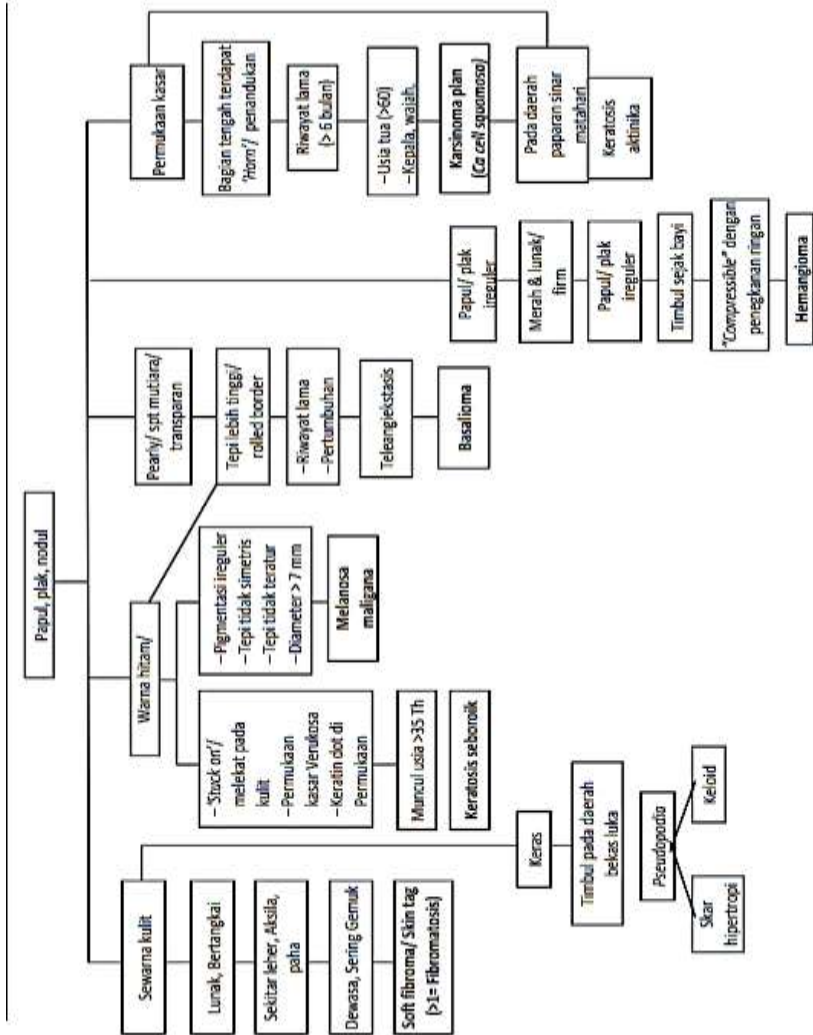 Papul, plak, nodul
Sewarna kulit
Lunak, Bertangkai
Sekitar leher, Aksila,
paha
Dewasa, Sering Gemuk
Soft fibroma/ Skin tag
(>1= Fibromatosis)
Keras
Timbul pada daerah
bekas luka
Pseudopodia
Skar
hipertropi
Keloid
Warna hitam/
–'Stuck on'/
melekat pada
kulit
–Permukaan
kasar Verukosa
–Keratin dot di
Permukaan
Muncul usia >35 Th
Keratosis seboroiik
–Pigmentasi ireguler
–Tepi tidak simetris
–Tepi tidak teratur
–Diameter > 7 mm
Melanosa
maligana
Pearly/ spt mutiara/
transparan
Tepi lebih tinggi/
rolled border
–Riwayat lama
–Pertumbuhan
Teleangiekstasis
Basalioma
Papul/ plak
ireguler
Merah & lunak/
firm
Papul/ plak
ireguler
Timbul sejak bayi
"Compressible" dengan
penegkanan ringan
Hemangioma
Permukaan kasar
Bagian tengah terdapat
'Horn'/ penandukan
Riwayat lama
(> 6 bulan)
–Usia tua (>60)
–Kepala, wajah,
Karsinoma plan
(Ca cell squomosa)
Pada daerah
paparan sinar
matahari
Keratosis
aktinika